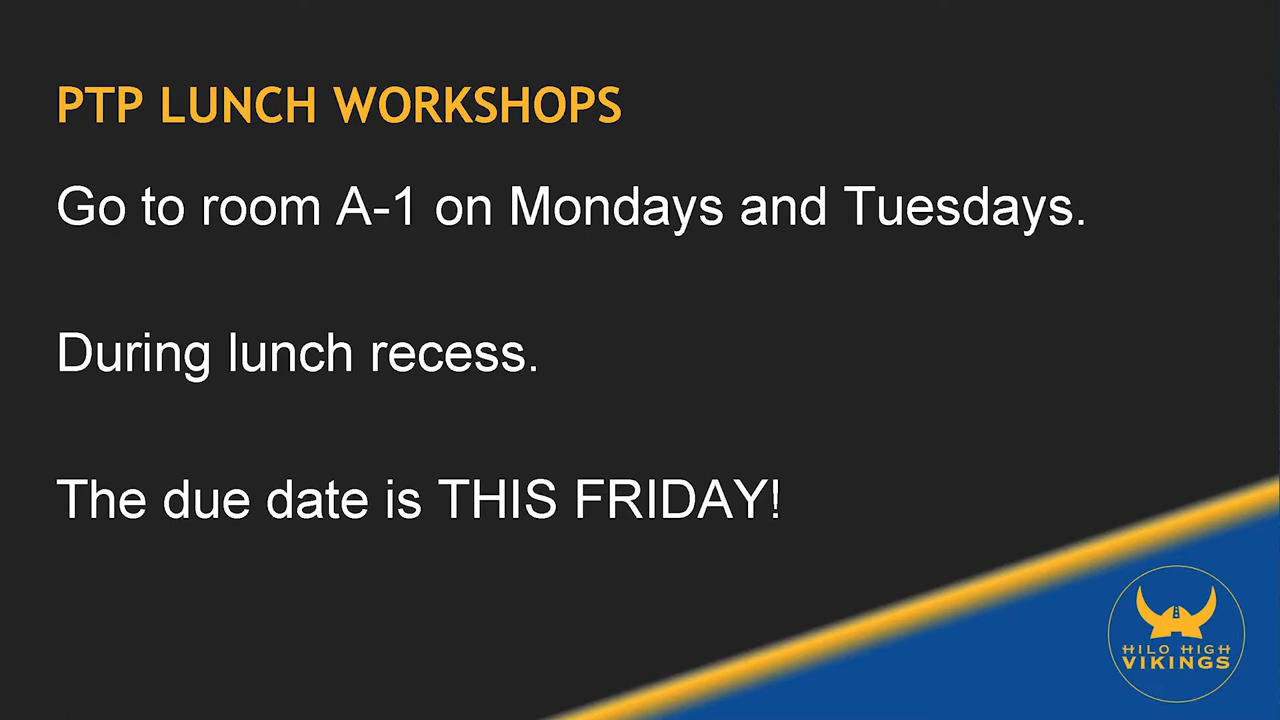 PTP LUNCH WORKSHOPS
Go to room A-1 on Mondays and Tuesdays.
During lunch recess.
The due date is THIS FRIDAY!
HILO HIGH
VIKINGS